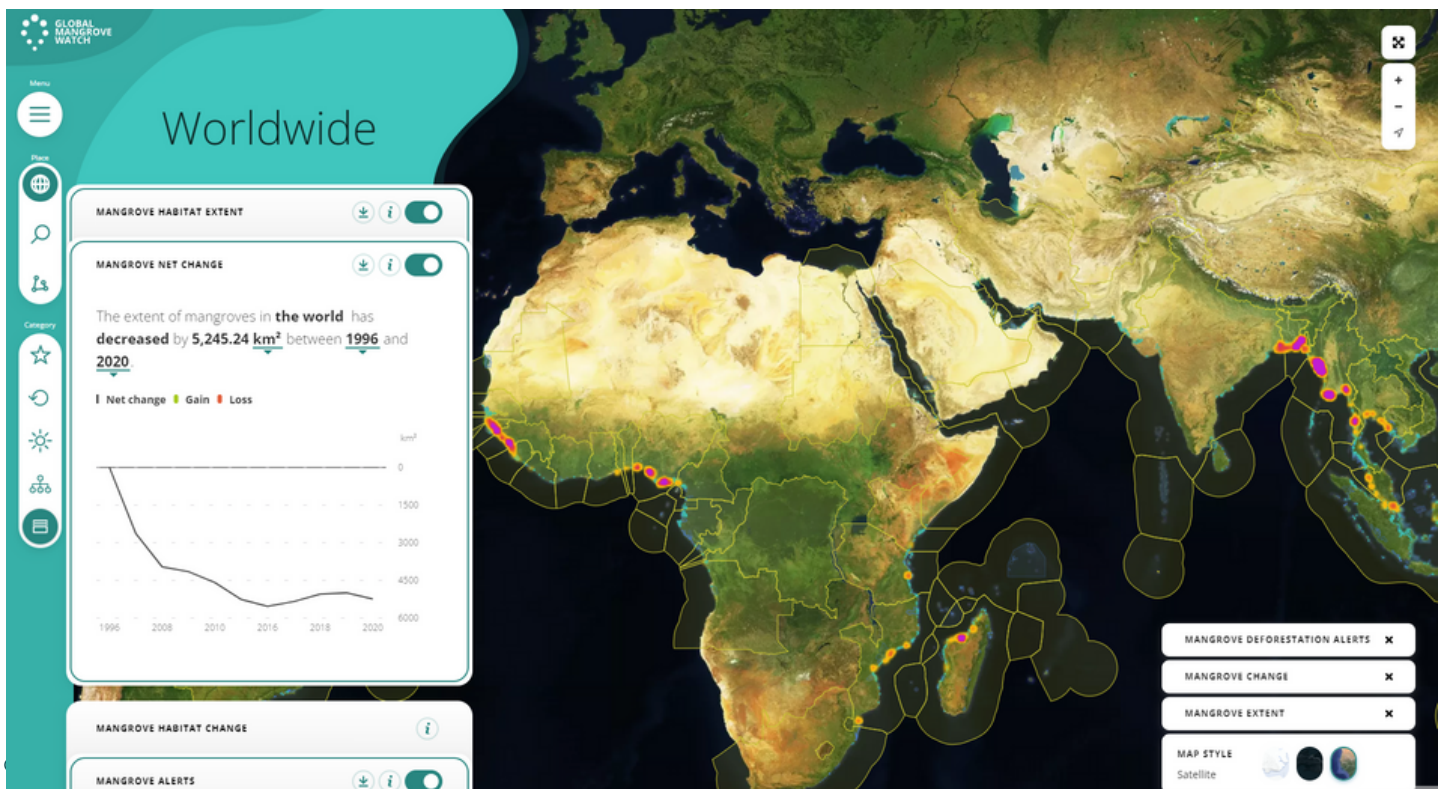 GLOBAL
MANGROVE
WATCH
Menu
Worldwide
Place
MANGROVE HABITAT EXTENT
MANGROVE NET CHANGE
The extent of mangroves in the world has
decreased by 5,245.24 km² between 1996 and
2020.
Net change Gain Loss
km²
0
1500
3000
4500
6000
1996 2008 2010 2016 2018 2020
Category
MANGROVE HABITAT CHANGE
MANGROVE ALERTS
MANGROVE DEFORESTATION ALERTS
MANGROVE CHANGE
MANGROVE EXTENT
MAP STYLE
Satellite